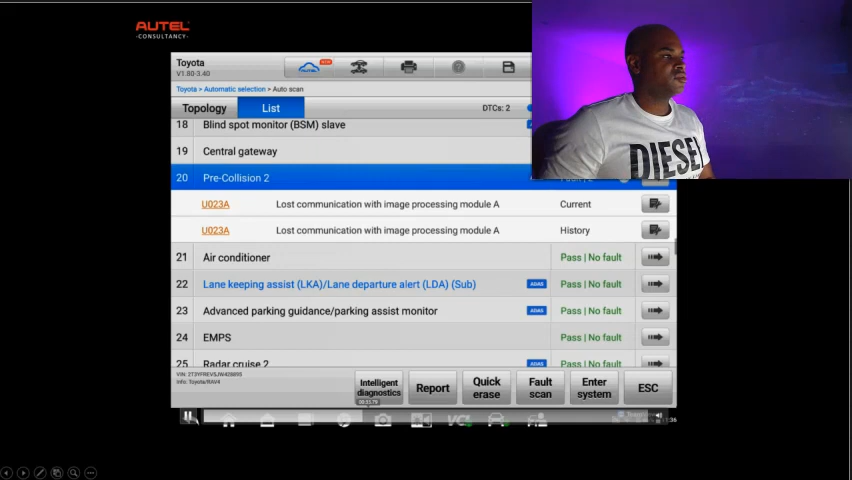 AUTEL
-CONSULTANCY-
Toyota
V1.00-3.40
Toyota > Automatic selection > Auto scan
Topology List DTCs: 2
18 Blind spot monitor (BSM) slave
19 Central gateway
20 Pre-Collision 2
U023A Lost communication with image processing module A Current
U023A Lost communication with image processing module A History
21 Air conditioner Pass | No fault
22 Lane keeping assist (LKA)/Lane departure alert (LDA) (Sub) ADAS Pass | No fault
23 Advanced parking guidance/parking assist monitor ADAS Pass | No fault
24 EMPS Pass | No fault
25 Radar cruise 2 ADAS Pass | No fault
Info: Toyota/RAV4
Intelligent diagnostics
Report
Quick erase
Fault scan
Enter system
ESC
DIESEL